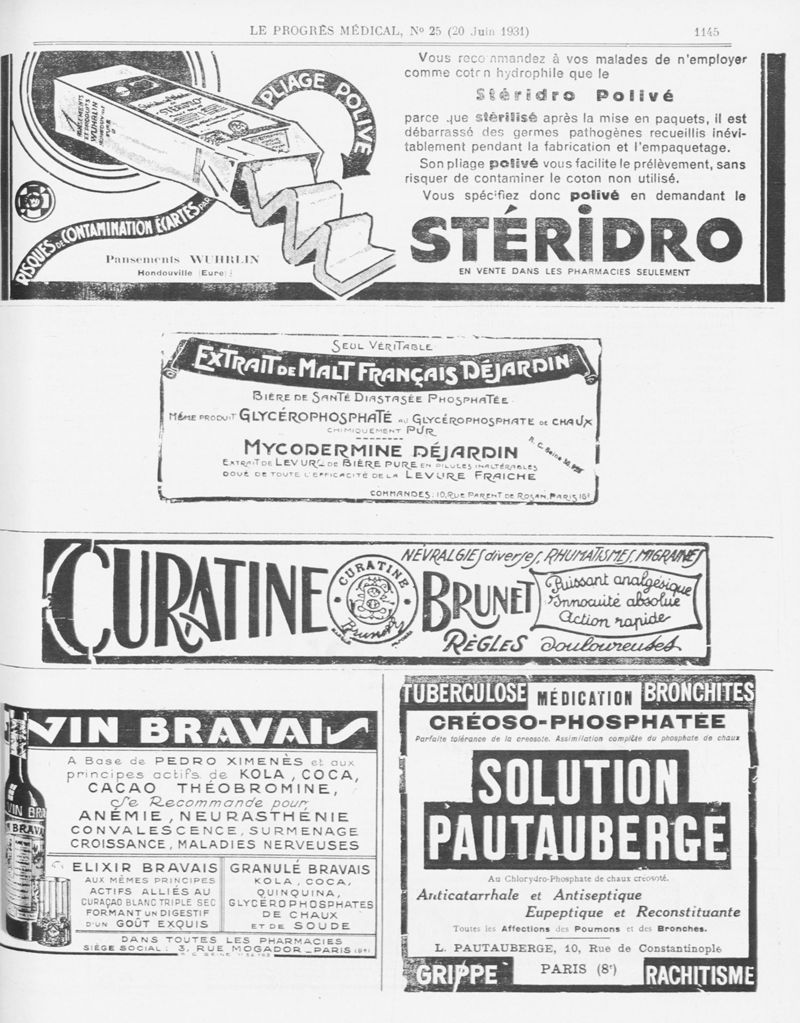 LE PROGRÈS MÉDICAL, Nº 25 (20 Juin 1931)
1145
PLIAGE POLIVÉ
RISQUES DE CONTAMINATION ÉCARTÉS PAR
Pansements WUHRLIN
Hondouville (Eure)
Vous recommandez à vos malades de n'employer
comme coton hydrophile que le
Stéridro Polivé
parce que stérilisé après la mise en paquets, il est
débarrassé des germes pathogènes recueillis inévi-
tablement pendant la fabrication et l'empaquetage.
Son pliage polivé vous facilite le prélèvement, sans
risquer de contaminer le coton non utilisé.
Vous spécifiez donc polivé en demandant le
STÉRIDRO
EN VENTE DANS LES PHARMACIES SEULEMENT
SEUL VÉRITABLE
EXTRAIT DE MALT FRANÇAIS DÉJARDIN
BIÈRE DE SANTÉ DIASTASÉE PHOSPHATÉE
MÊME PRODUIT GLYCÉROPHOSPHATÉ AU GLYCÉROPHOSPHATE DE CHAUX
CHIMIQUEMENT PUR
MYCODERMINE DÉJARDIN
EXTRAIT DE LEVURE DE BIÈRE PURE EN PILULES INALTÉRABLES
DOUÉ DE TOUTE L'EFFICACITÉ DE LA LEVURE FRAICHE
R. C. Seine
COMMANDES: 10, RUE PARENT DE ROSAN, PARIS 16e
CURATINE
CURATINE
Brunet
BRUNET
NÉVRALGIES diverses, RHUMATISMES, MIGRAINES
Puissant analgésique
Innocuité absolue
Action rapide
RÈGLES douloureuses
VIN BRAVAIS
VIN BRA
BRAVAI
A Base de PEDRO XIMENÈS et aux
principes actifs de KOLA, COCA,
CACAO THÉOBROMINE,
Se Recommande pour
ANÉMIE, NEURASTHÉNIE
CONVALESCENCE, SURMENAGE
CROISSANCE, MALADIES NERVEUSES
ELIXIR BRAVAIS
AUX MÊMES PRINCIPES
ACTIFS ALLIÉS AU
CURAÇAO BLANC TRIPLE SEC
FORMANT UN DIGESTIF
D'UN GOÛT EXQUIS
GRANULÉ BRAVAIS
KOLA, COCA,
QUINQUINA,
GLYCÉROPHOSPHATES
DE CHAUX
ET DE SOUDE
DANS TOUTES LES PHARMACIES
SIÈGE SOCIAL: 3, RUE MOGADOR_PARIS (9e)
TUBERCULOSE MÉDICATION BRONCHITES
CRÉOSO-PHOSPHATÉE
Parfaite tolérance de la créosote. Assimilation complète du phosphate de chaux
SOLUTION
PAUTAUBERGE
Au Chlorydro-Phosphate de chaux créosoté.
Anticatarrhale et Antiseptique
Eupeptique et Reconstituante
Toutes les Affections des Poumons et des Bronches.
L. PAUTAUBERGE, 10, Rue de Constantinople
GRIPPE PARIS (8e) RACHITISME